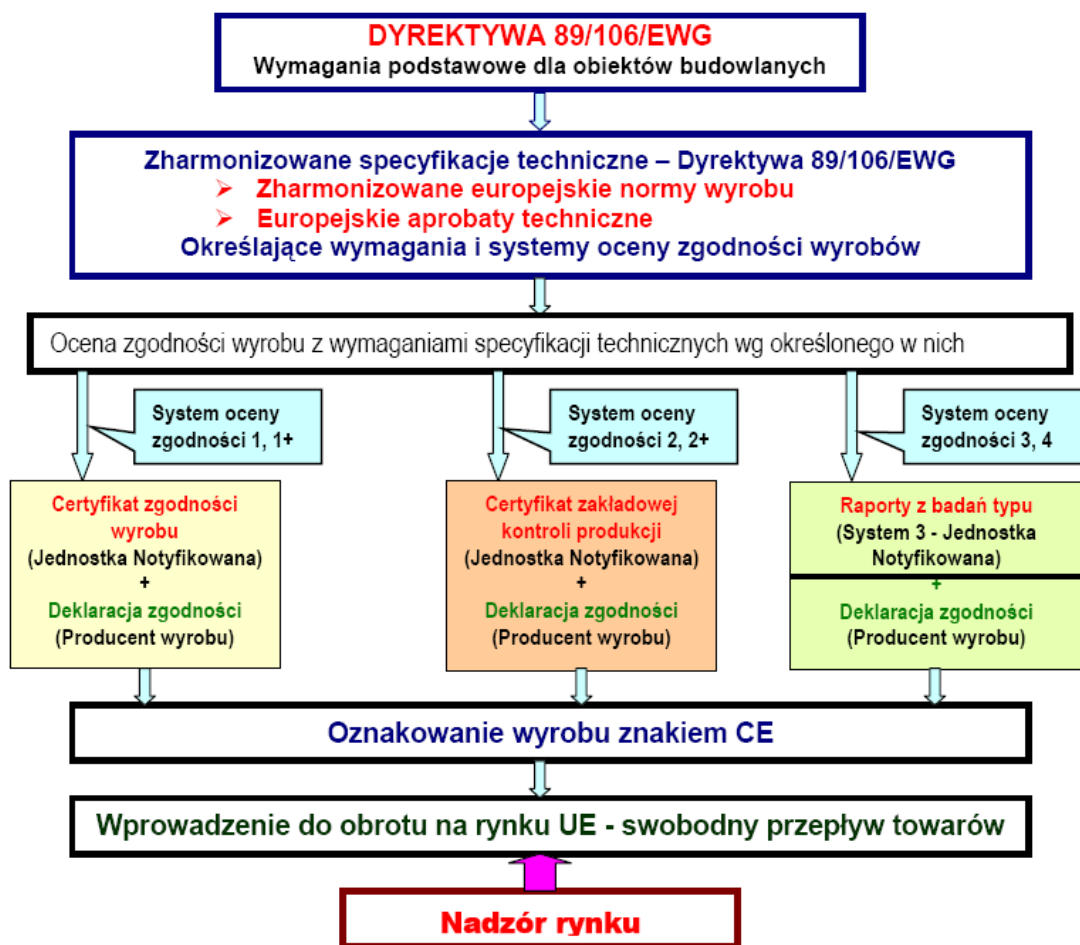 DYREKTYWA 89/106/EWG
Wymagania podstawowe dla obiektów budowlanych
Zharmonizowane specyfikacje techniczne – Dyrektywa 89/106/EWG
➢ Zharmonizowane europejskie normy wyrobu
➢ Europejskie aprobaty techniczne
Określające wymagania i systemy oceny zgodności wyrobów
Ocena zgodności wyrobu z wymaganiami specyfikacji technicznych wg określonego w nich
System oceny
zgodności 1, 1+
System oceny
zgodności 2, 2+
System oceny
zgodności 3, 4
Certyfikat zgodności
wyrobu
(Jednostka Notyfikowana)
+
Deklaracja zgodności
(Producent wyrobu)
Certyfikat zakładowej
kontroli produkcji
(Jednostka Notyfikowana)
+
Deklaracja zgodności
(Producent wyrobu)
Raporty z badań typu
(System 3 - Jednostka
Notyfikowana)
+
Deklaracja zgodności
(Producent wyrobu)
Oznakowanie wyrobu znakiem CE
Wprowadzenie do obrotu na rynku UE - swobodny przepływ towarów
Nadzór rynku